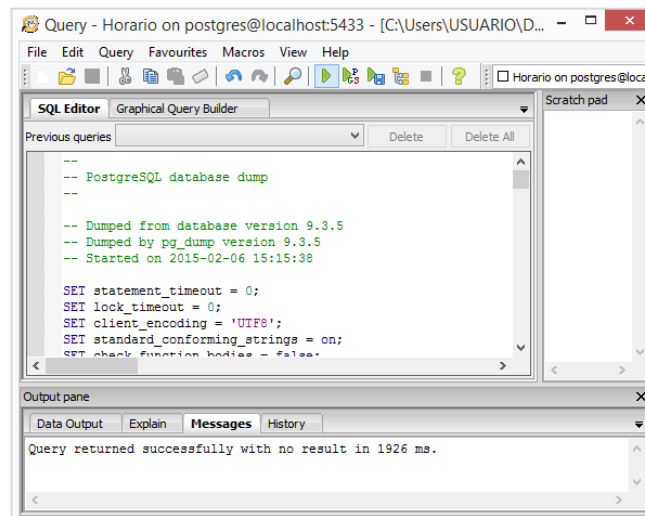 Query - Horario on postgres@localhost:5433 - [C:\Users\USUARIO\D...
File Edit Query Favourites Macros View Help
Horario on postgres@loca
SQL Editor Graphical Query Builder
Scratch pad
Previous queries Delete Delete All
--
-- PostgreSQL database dump
--
-- Dumped from database version 9.3.5
-- Dumped by pg_dump version 9.3.5
-- Started on 2015-02-06 15:15:38
SET statement_timeout = 0;
SET lock_timeout = 0;
SET client_encoding = 'UTF8';
SET standard_conforming_strings = on;
SET check_function_bodies = false;
Output pane
Data Output Explain Messages History
Query returned successfully with no result in 1926 ms.